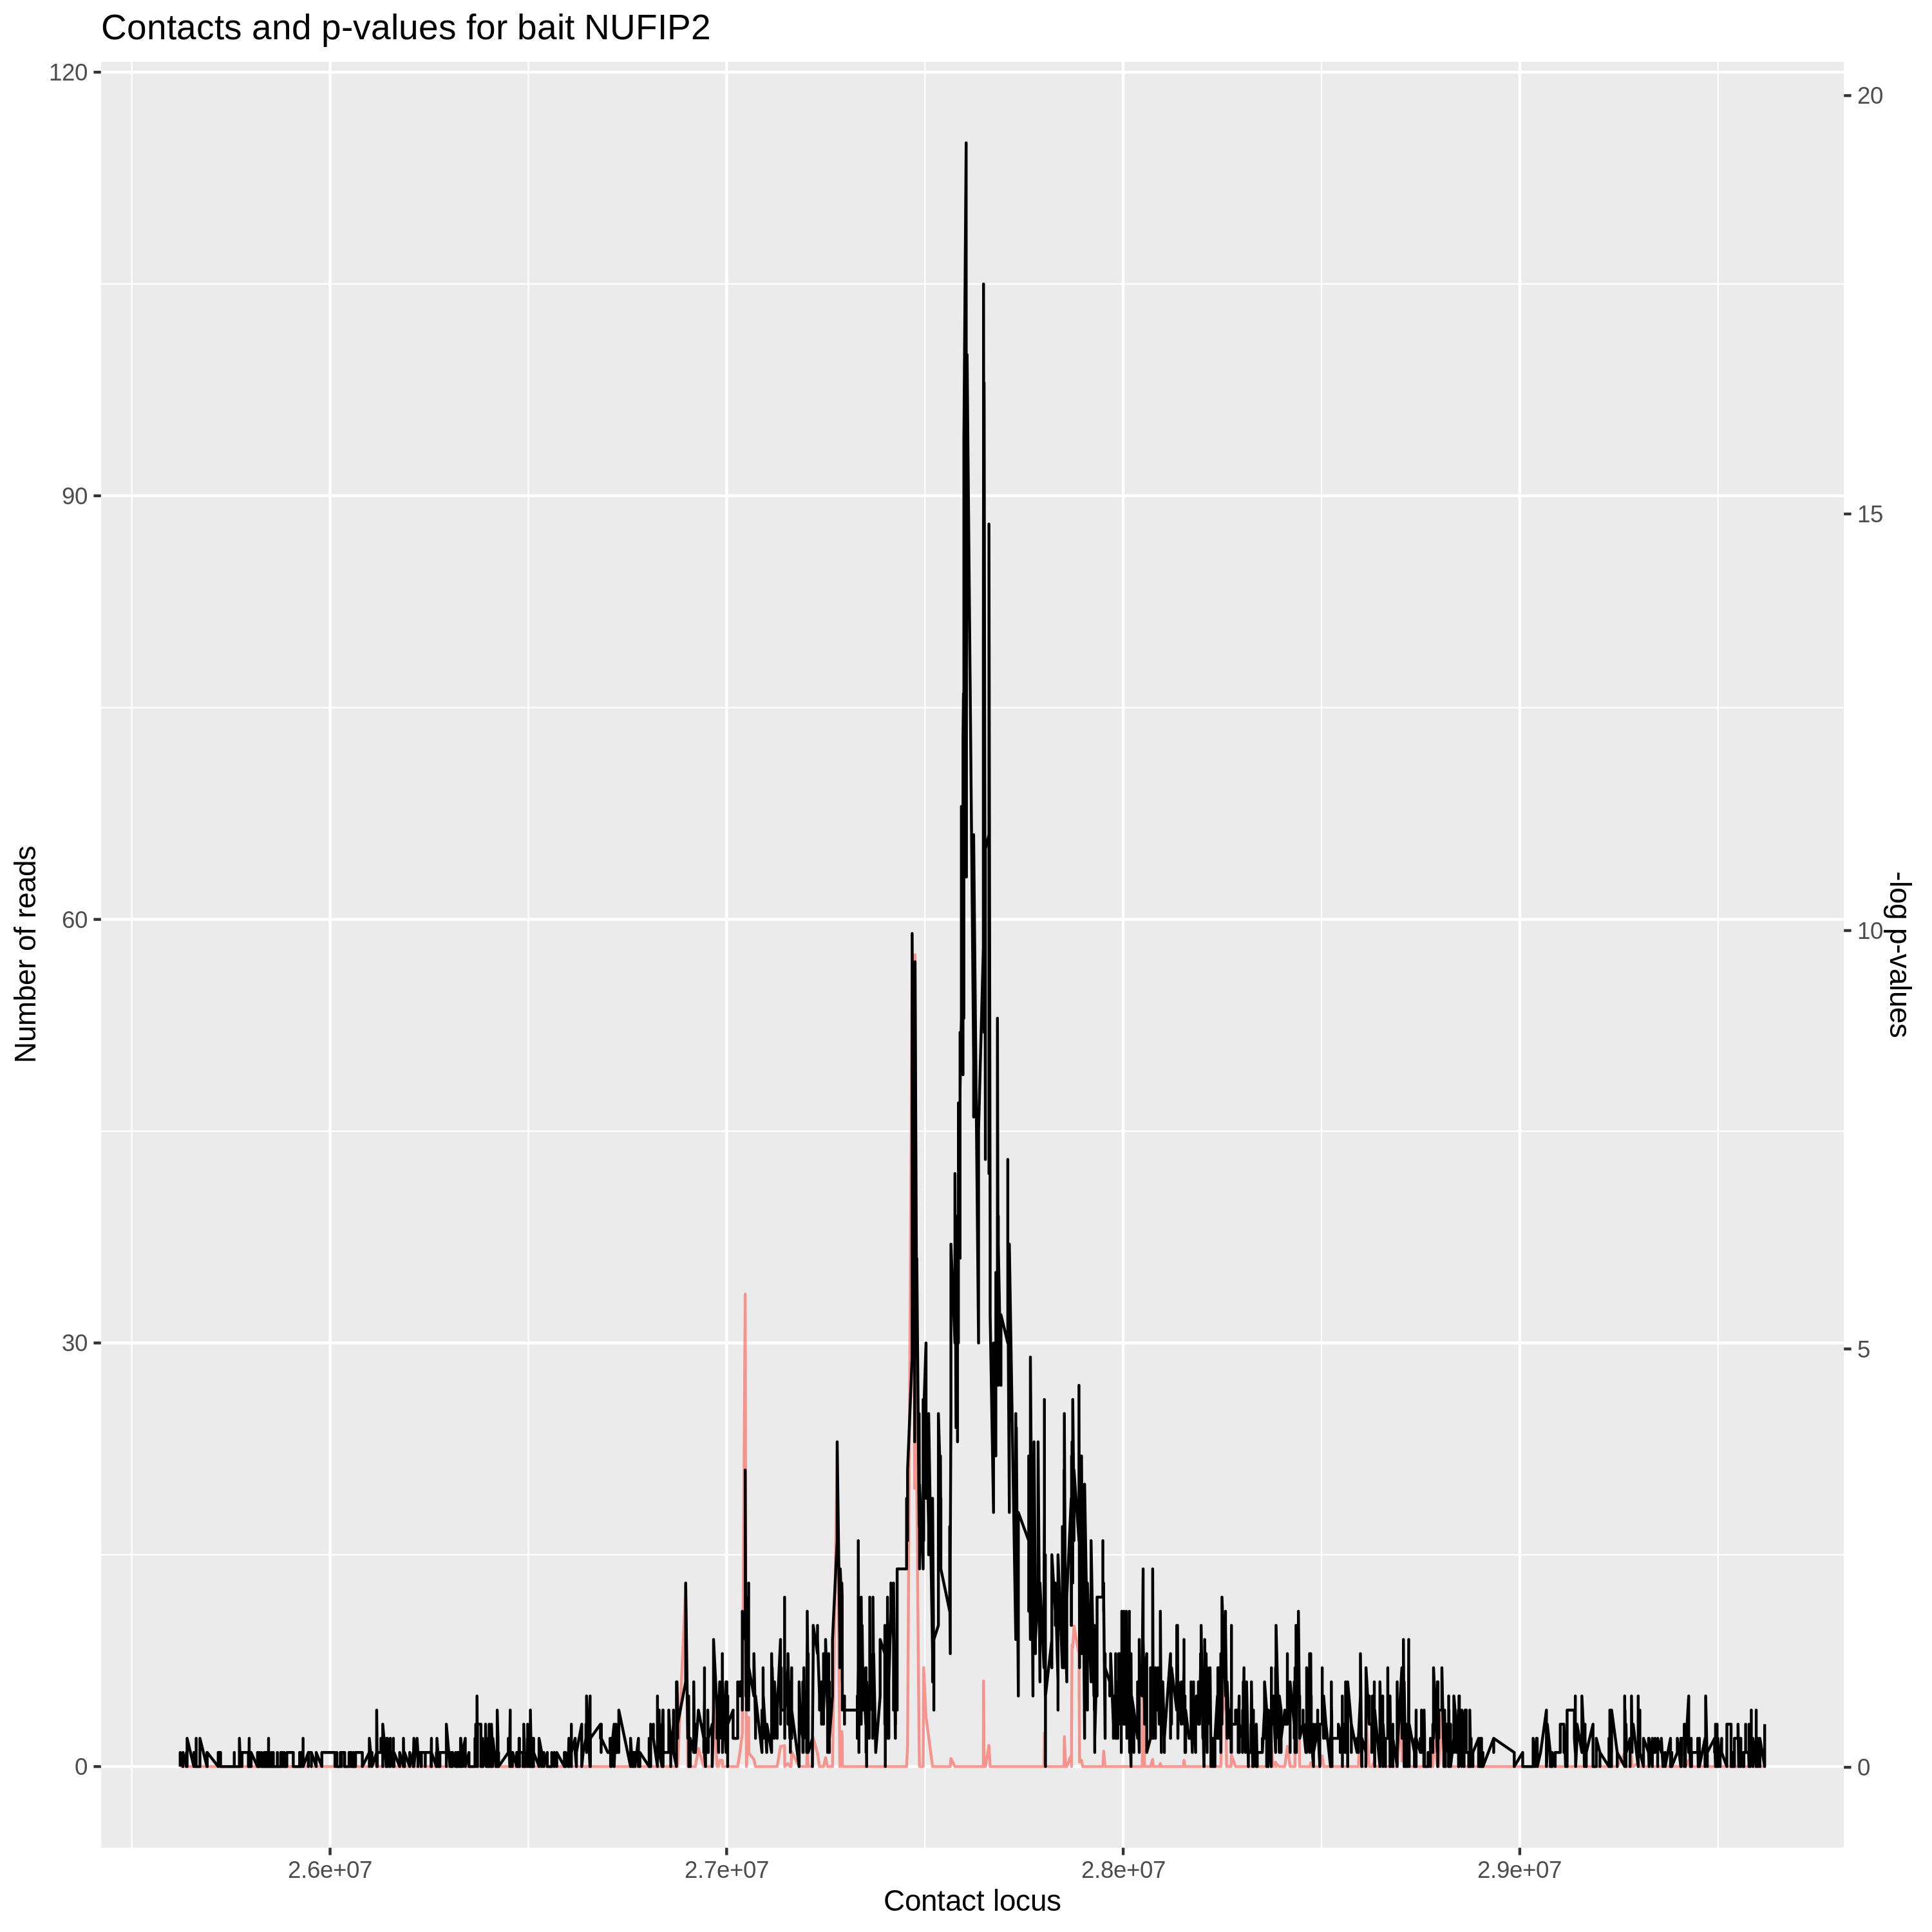 Contacts and p-values for bait NUFIP2
120
90
60
30
0
Number of reads
20
15
10
5
0
-log p-values
2.6e+07
2.7e+07
2.8e+07
2.9e+07
Contact locus